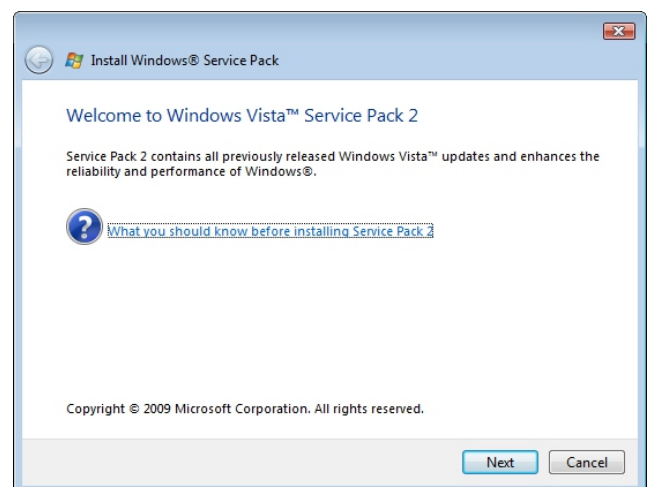 Install Windows® Service Pack
Welcome to Windows Vista™ Service Pack 2
Service Pack 2 contains all previously released Windows Vista™ updates and enhances the
reliability and performance of Windows®.
What you should know before installing Service Pack 2
Copyright © 2009 Microsoft Corporation. All rights reserved.
Next Cancel